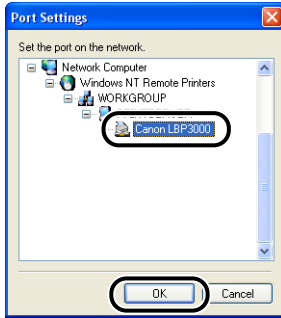 Port Settings
Set the port on the network.
Network Computer
Windows NT Remote Printers
WORKGROUP
Canon LBP3000
OK
Cancel